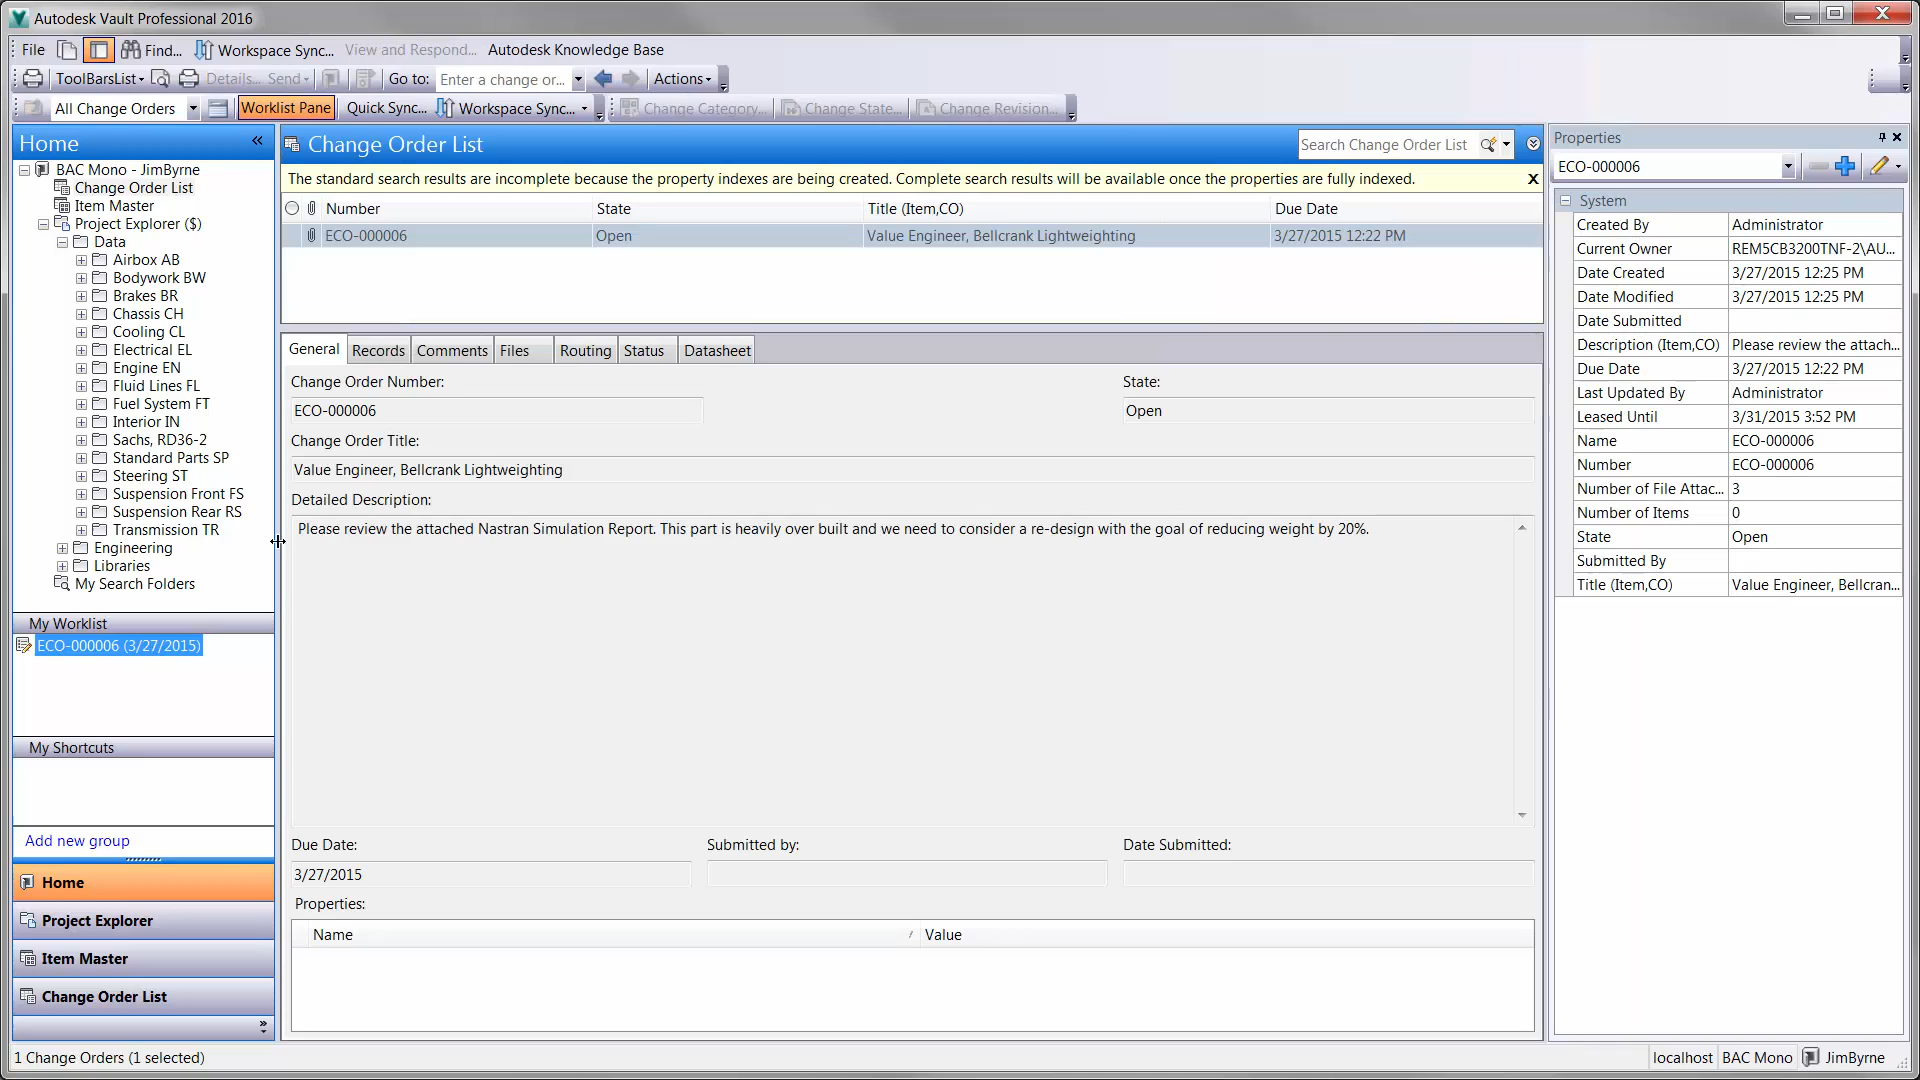 Autodesk Vault Professional 2016
File Find... Workspace Sync... View and Respond... Autodesk Knowledge Base
ToolBarsList Details... Send Go to: Enter a change or... Actions
All Change Orders Worklist Pane Quick Sync... Workspace Sync... Change Category... Change State... Change Revision...
Home
BAC Mono - JimByrne
Change Order List
Item Master
Project Explorer ($)
Data
Airbox AB
Bodywork BW
Brakes BR
Chassis CH
Cooling CL
Electrical EL
Engine EN
Fluid Lines FL
Fuel System FT
Interior IN
Sachs, RD36-2
Standard Parts SP
Steering ST
Suspension Front FS
Suspension Rear RS
Transmission TR
Engineering
Libraries
My Search Folders
My Worklist
ECO-000006 (3/27/2015)
My Shortcuts
Add new group
Home
Project Explorer
Item Master
Change Order List
Change Order List Search Change Order List
The standard search results are incomplete because the property indexes are being created. Complete search results will be available once the properties are fully indexed. X
Number State Title (Item,CO) Due Date
ECO-000006 Open Value Engineer, Bellcrank Lightweighting 3/27/2015 12:22 PM
General Records Comments Files Routing Status Datasheet
Change Order Number: State:
ECO-000006 Open
Change Order Title:
Value Engineer, Bellcrank Lightweighting
Detailed Description:
Please review the attached Nastran Simulation Report. This part is heavily over built and we need to consider a re-design with the goal of reducing weight by 20%.
Due Date: Submitted by: Date Submitted:
3/27/2015
Properties:
Name Value
Properties
ECO-000006
System
Created By Administrator
Current Owner REM5CB3200TNF-2\AU...
Date Created 3/27/2015 12:25 PM
Date Modified 3/27/2015 12:25 PM
Date Submitted
Description (Item,CO) Please review the attach...
Due Date 3/27/2015 12:22 PM
Last Updated By Administrator
Leased Until 3/31/2015 3:52 PM
Name ECO-000006
Number ECO-000006
Number of File Attac... 3
Number of Items 0
State Open
Submitted By
Title (Item,CO) Value Engineer, Bellcran...
1 Change Orders (1 selected) localhost BAC Mono JimByrne